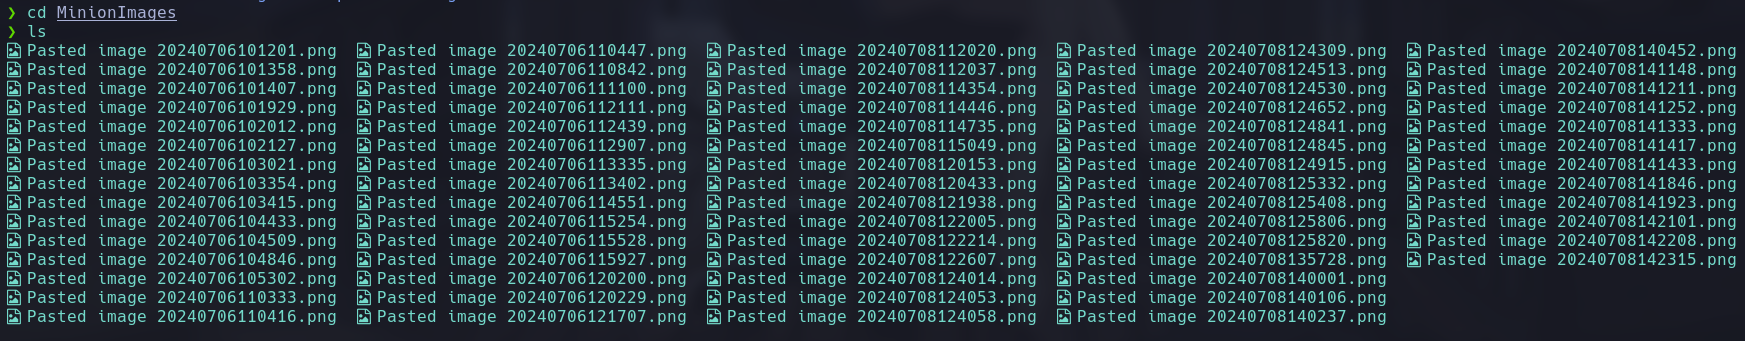 ❯ cd MinionImages
❯ ls
Pasted image 20240706101201.png Pasted image 20240706110447.png Pasted image 20240708112020.png Pasted image 20240708124309.png Pasted image 20240708140452.png
Pasted image 20240706101358.png Pasted image 20240706110842.png Pasted image 20240708112037.png Pasted image 20240708124513.png Pasted image 20240708141148.png
Pasted image 20240706101407.png Pasted image 20240706111100.png Pasted image 20240708114354.png Pasted image 20240708124530.png Pasted image 20240708141211.png
Pasted image 20240706101929.png Pasted image 20240706112111.png Pasted image 20240708114446.png Pasted image 20240708124652.png Pasted image 20240708141252.png
Pasted image 20240706102012.png Pasted image 20240706112439.png Pasted image 20240708114735.png Pasted image 20240708124841.png Pasted image 20240708141333.png
Pasted image 20240706102127.png Pasted image 20240706112907.png Pasted image 20240708115049.png Pasted image 20240708124845.png Pasted image 20240708141417.png
Pasted image 20240706103021.png Pasted image 20240706113335.png Pasted image 20240708120153.png Pasted image 20240708124915.png Pasted image 20240708141433.png
Pasted image 20240706103354.png Pasted image 20240706113402.png Pasted image 20240708120433.png Pasted image 20240708125332.png Pasted image 20240708141846.png
Pasted image 20240706103415.png Pasted image 20240706114551.png Pasted image 20240708121938.png Pasted image 20240708125408.png Pasted image 20240708141923.png
Pasted image 20240706104433.png Pasted image 20240706115254.png Pasted image 20240708122005.png Pasted image 20240708125806.png Pasted image 20240708142101.png
Pasted image 20240706104509.png Pasted image 20240706115528.png Pasted image 20240708122214.png Pasted image 20240708125820.png Pasted image 20240708142208.png
Pasted image 20240706104846.png Pasted image 20240706115927.png Pasted image 20240708122607.png Pasted image 20240708135728.png Pasted image 20240708142315.png
Pasted image 20240706105302.png Pasted image 20240706120200.png Pasted image 20240708124014.png Pasted image 20240708140001.png
Pasted image 20240706110333.png Pasted image 20240706120229.png Pasted image 20240708124053.png Pasted image 20240708140106.png
Pasted image 20240706110416.png Pasted image 20240706121707.png Pasted image 20240708124058.png Pasted image 20240708140237.png